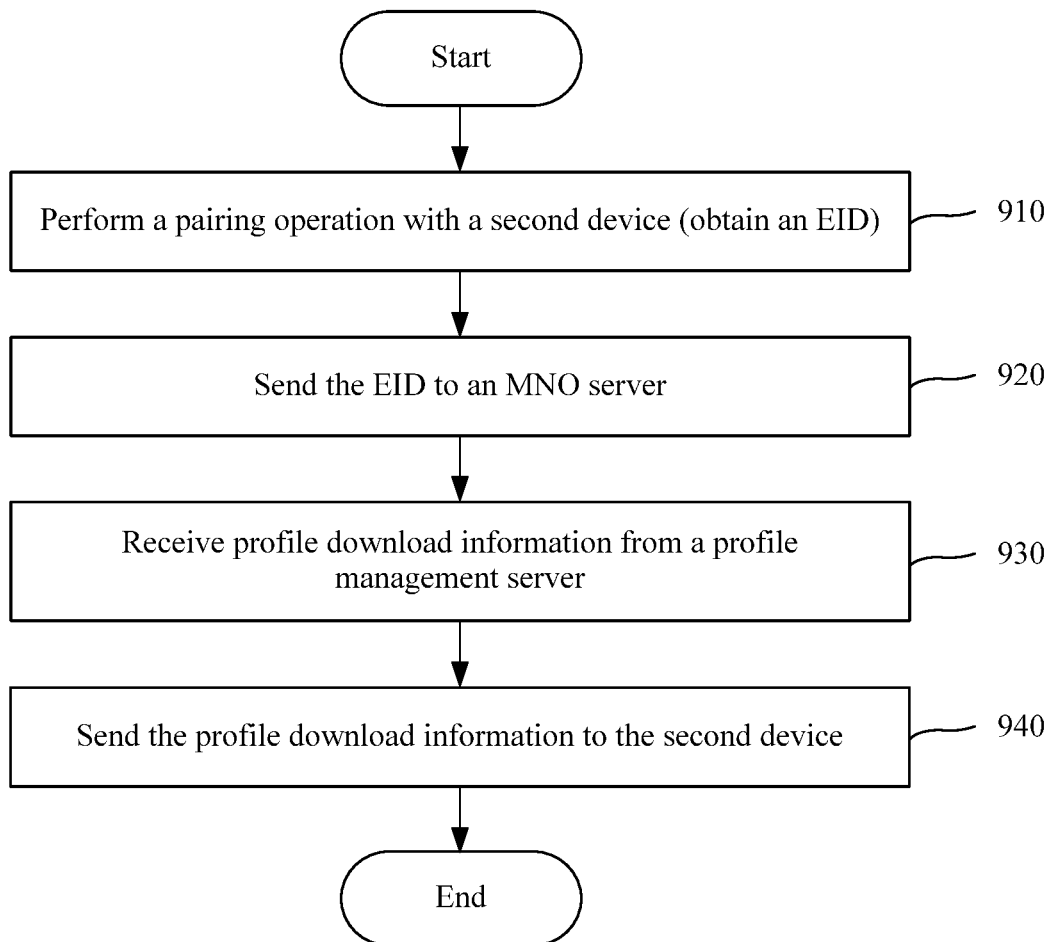 Start
Perform a pairing operation with a second device (obtain an EID)
910
Send the EID to an MNO server
920
Receive profile download information from a profile
management server
930
Send the profile download information to the second device
940
End